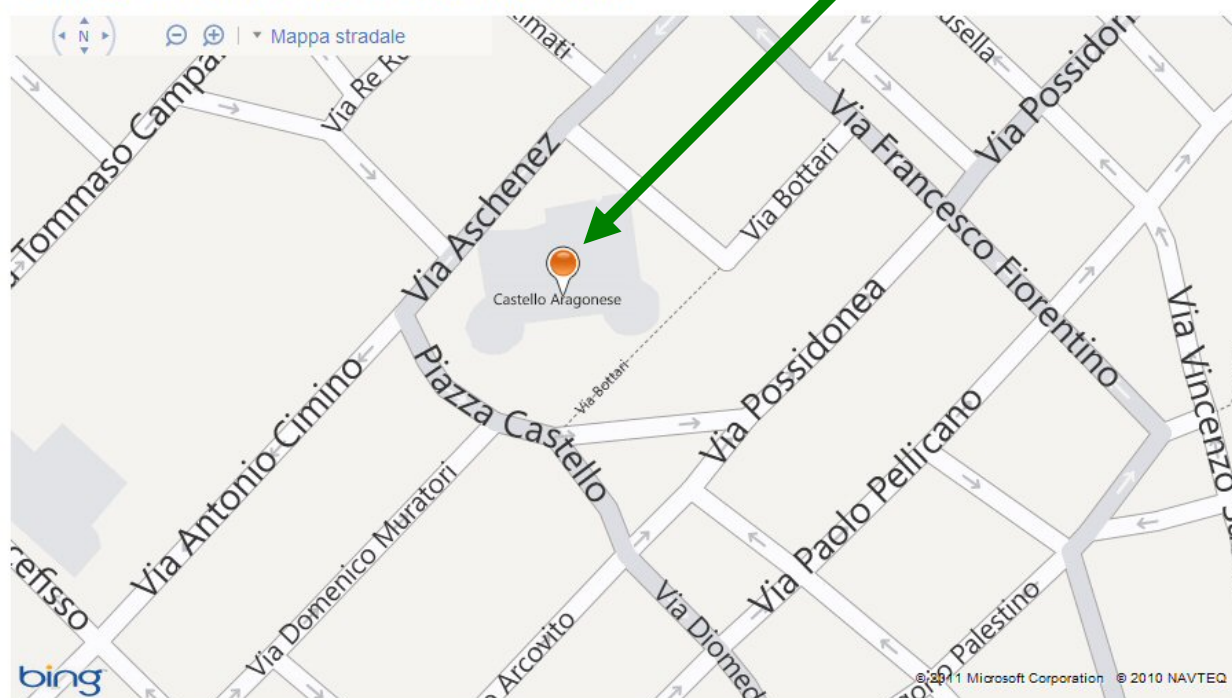 N
Mappa stradale
Via Possidon
Via Re R
Tommaso Campa
Via Francesco Fiorentino
Via Bottari
Via Aschenez
Castello Aragonese
Via Vincenzo
Via Possidonea
Piazza Castello
Via Bottari
Via Antonio Cimino
Via Paolo Pellicano
Via Domenico Muratori
Arcovito
Via Diomed
Palestino
bing
© 2011 Microsoft Corporation © 2010 NAVTEQ